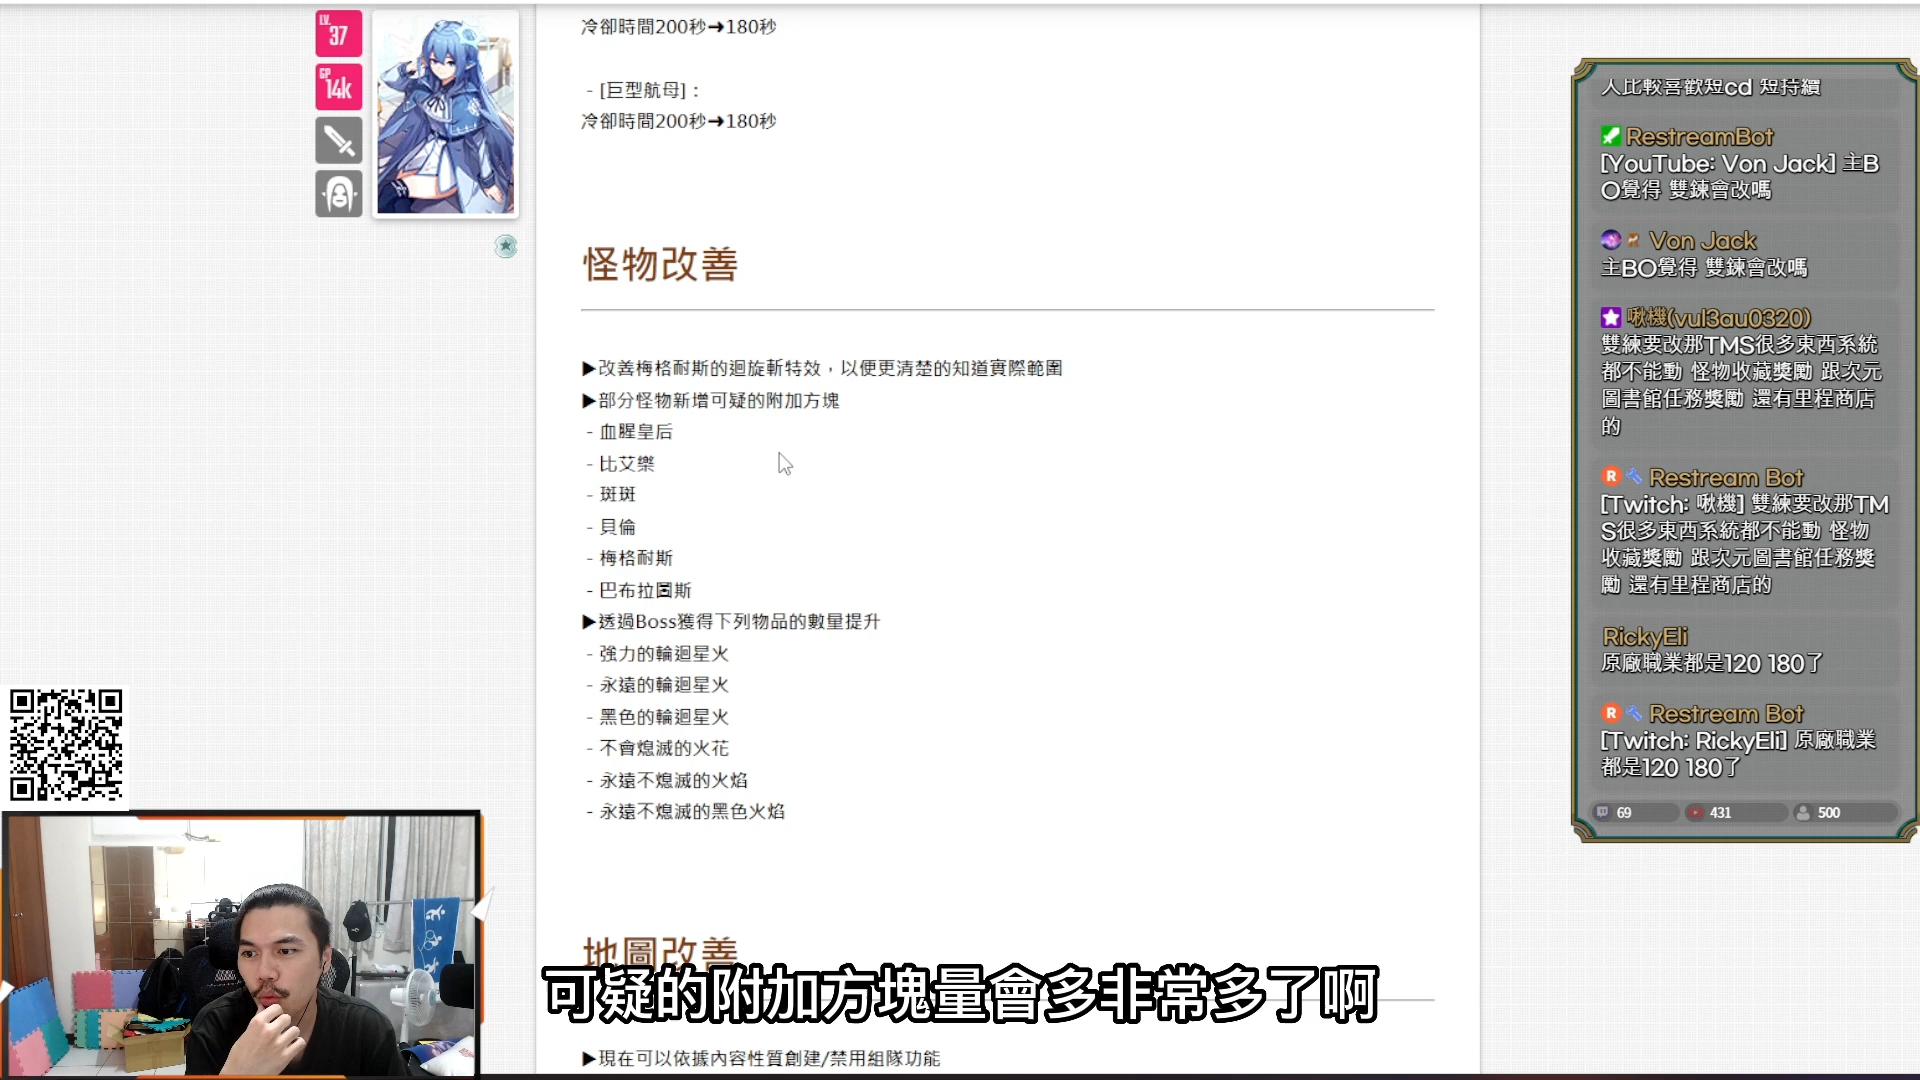 LV.
37
GP
14k
冷卻時間200秒➜180秒
- [巨型航母]：
冷卻時間200秒➜180秒
怪物改善
▶改善梅格耐斯的迴旋斬特效，以便更清楚的知道實際範圍
▶部分怪物新增可疑的附加方塊
- 血腥皇后
- 比艾樂
- 斑斑
- 貝倫
- 梅格耐斯
- 巴布拉圖斯
▶透過Boss獲得下列物品的數量提升
- 強力的輪迴星火
- 永遠的輪迴星火
- 黑色的輪迴星火
- 不會熄滅的火花
- 永遠不熄滅的火焰
- 永遠不熄滅的黑色火焰
地圖改善
可疑的附加方塊量會多非常多了啊
▶現在可以依據內容性質創建/禁用組隊功能
人比較喜歡短cd 短持續
RestreamBot
[YouTube: Von Jack] 主B
O覺得 雙鍊會改嗎
Von Jack
主BO覺得 雙鍊會改嗎
啾機(vul3au0320)
雙練要改那TMS很多東西系統
都不能動 怪物收藏獎勵 跟次元
圖書館任務獎勵 還有里程商店
的
Restream Bot
[Twitch: 啾機] 雙練要改那TM
S很多東西系統都不能動 怪物
收藏獎勵 跟次元圖書館任務獎
勵 還有里程商店的
RickyEli
原廠職業都是120 180了
Restream Bot
[Twitch: RickyEli] 原廠職業
都是120 180了
69
431
500